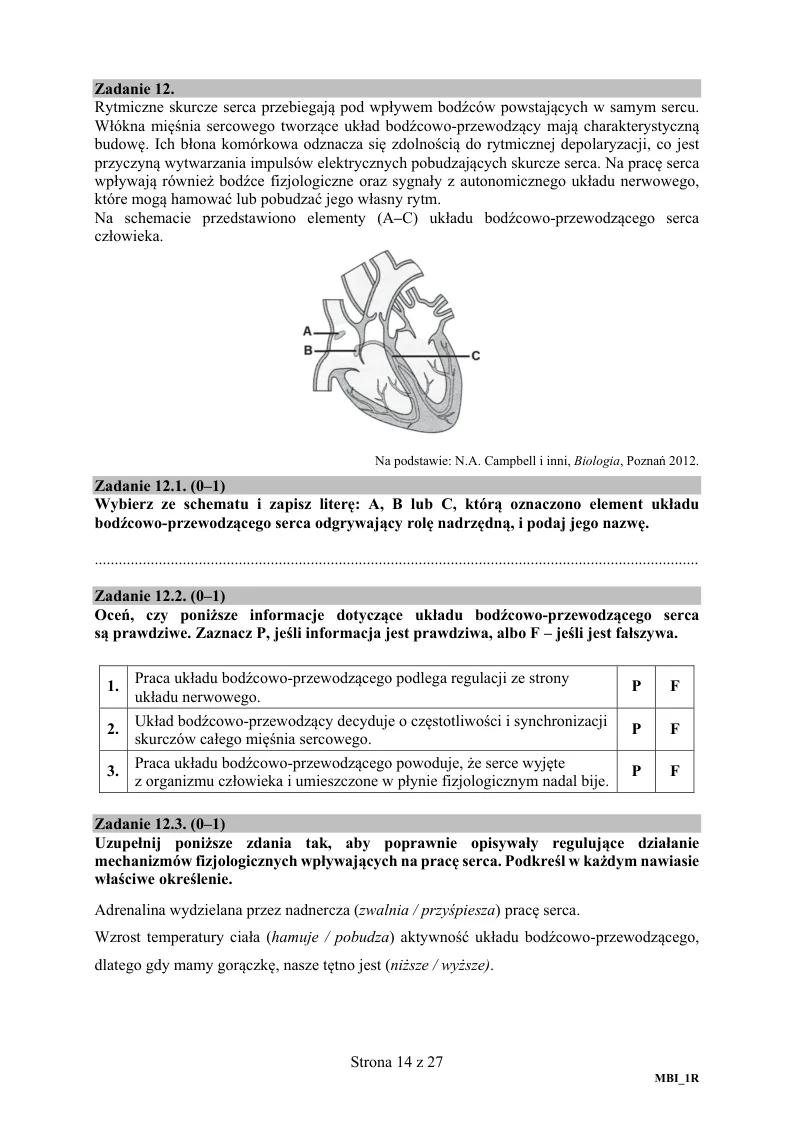 Zadanie 12.
Rytmiczne skurcze serca przebiegają pod wpływem bodźców powstających w samym sercu.
Włókna mięśnia sercowego tworzące układ bodźcowo-przewodzący mają charakterystyczną
budowę. Ich błona komórkowa odznacza się zdolnością do rytmicznej depolaryzacji, co jest
przyczyną wytwarzania impulsów elektrycznych pobudzających skurcze serca. Na pracę serca
wpływają również bodźce fizjologiczne oraz sygnały z autonomicznego układu nerwowego,
które mogą hamować lub pobudzać jego własny rytm.
Na schemacie przedstawiono elementy (A–C) układu bodźcowo-przewodzącego serca
człowieka.
A
B
C
Na podstawie: N.A. Campbell i inni, Biologia, Poznań 2012.
Zadanie 12.1. (0–1)
Wybierz ze schematu i zapisz literę: A, B lub C, którą oznaczono element układu
bodźcowo-przewodzącego serca odgrywający rolę nadrzędną, i podaj jego nazwę.
....................................................................................................................................................
Zadanie 12.2. (0–1)
Oceń, czy poniższe informacje dotyczące układu bodźcowo-przewodzącego serca
są prawdziwe. Zaznacz P, jeśli informacja jest prawdziwa, albo F – jeśli jest fałszywa.
1. Praca układu bodźcowo-przewodzącego podlega regulacji ze strony
układu nerwowego. P F
2. Układ bodźcowo-przewodzący decyduje o częstotliwości i synchronizacji
skurczów całego mięśnia sercowego. P F
3. Praca układu bodźcowo-przewodzącego powoduje, że serce wyjęte
z organizmu człowieka i umieszczone w płynie fizjologicznym nadal bije. P F
Zadanie 12.3. (0–1)
Uzupełnij poniższe zdania tak, aby poprawnie opisywały regulujące działanie
mechanizmów fizjologicznych wpływających na pracę serca. Podkreśl w każdym nawiasie
właściwe określenie.
Adrenalina wydzielana przez nadnercza (zwalnia / przyśpiesza) pracę serca.
Wzrost temperatury ciała (hamuje / pobudza) aktywność układu bodźcowo-przewodzącego,
dlatego gdy mamy gorączkę, nasze tętno jest (niższe / wyższe).
Strona 14 z 27
MBI_1R